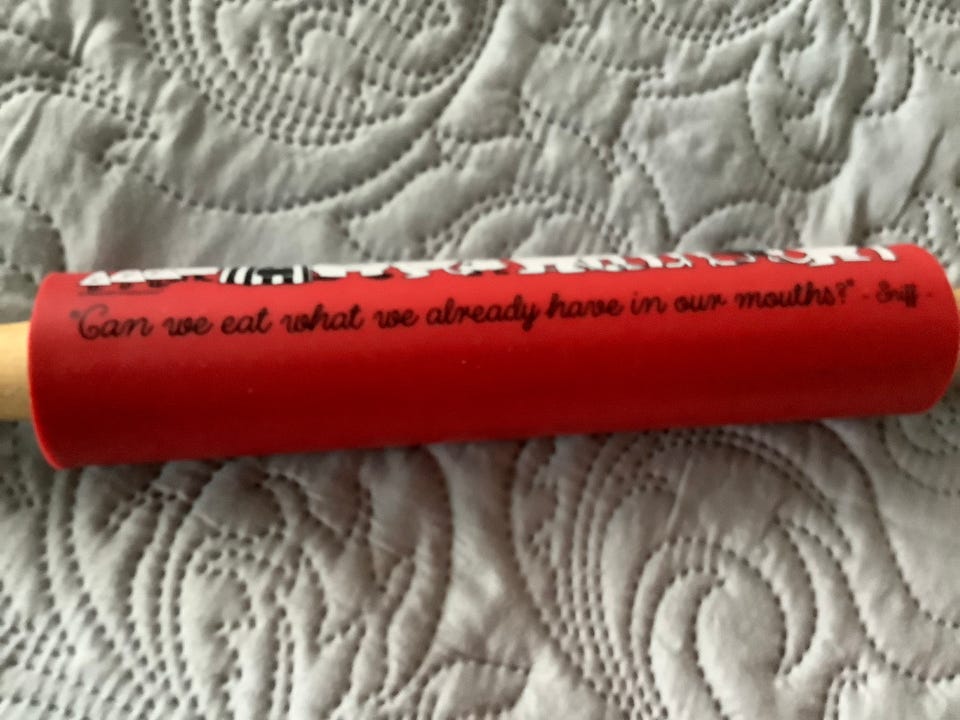 "Can we eat what we already have in our mouths?" - Sniff -